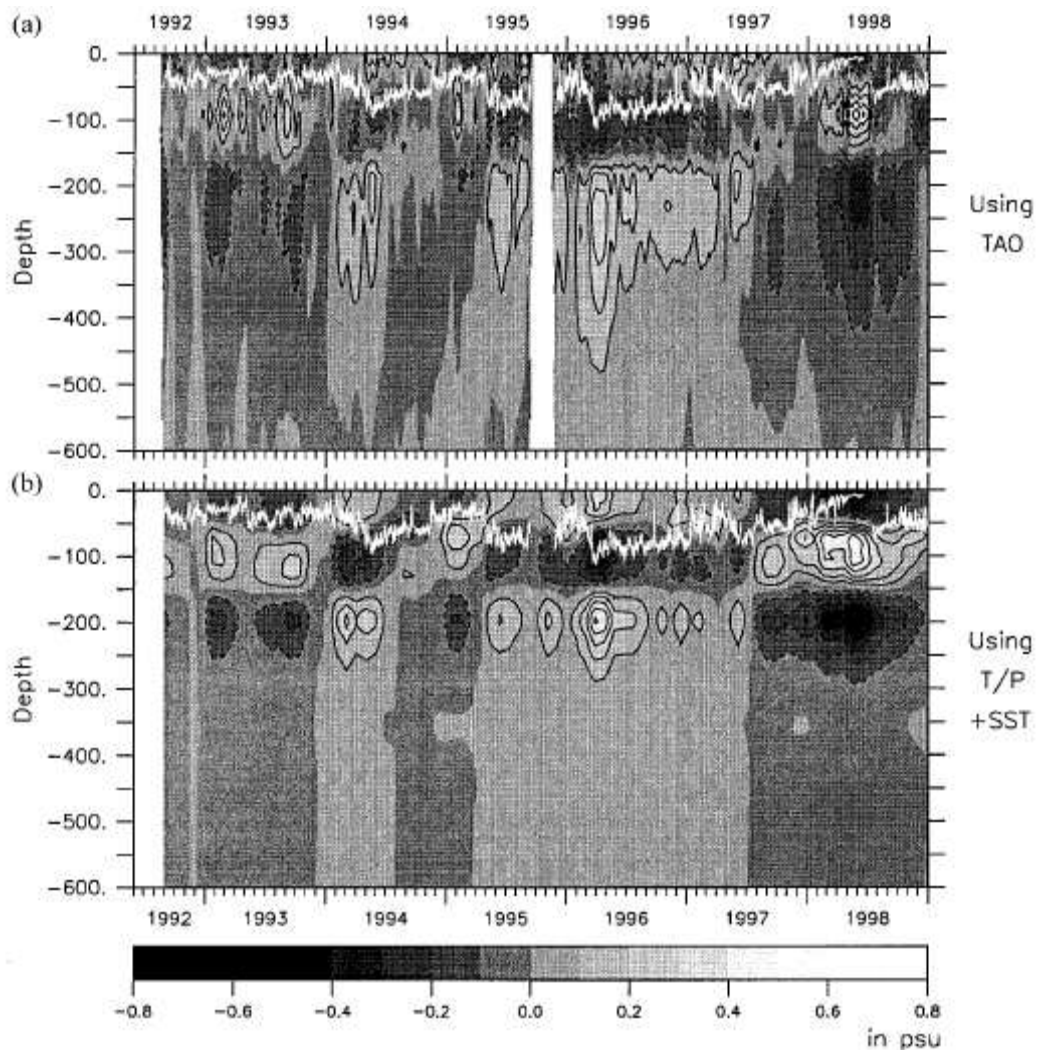 (a)
1992 1993 1994 1995 1996 1997 1998
0.
-100.
-200.
-300.
-400.
-500.
-600.
Depth
Using
TAO
(b)
0.
-100.
-200.
-300.
-400.
-500.
-600.
Depth
Using
T/P
+SST
1992 1993 1994 1995 1996 1997 1998
-0.8 -0.6 -0.4 -0.2 0.0 0.2 0.4 0.6 0.8
in psu